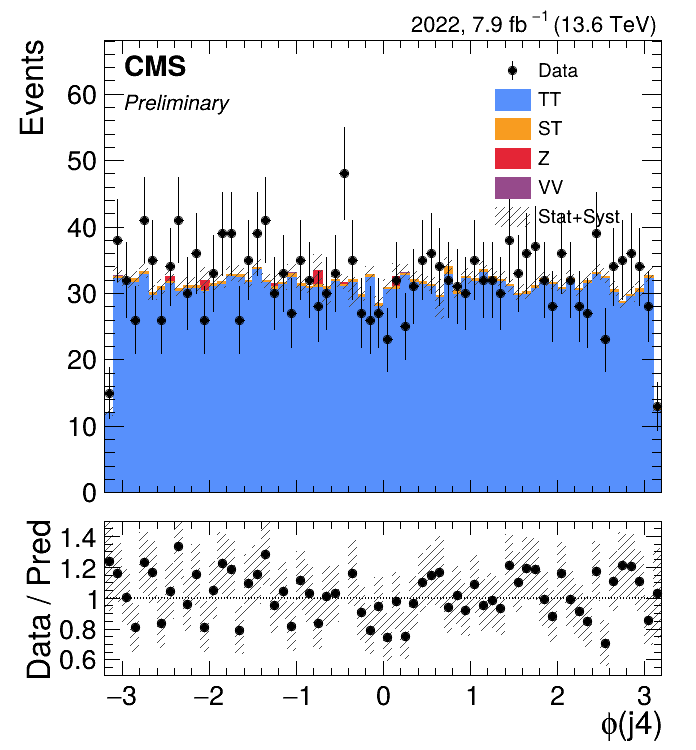 2022, 7.9 fb⁻¹ (13.6 TeV)
Events
CMS
Preliminary
Data
TT
ST
Z
VV
Stat+Syst
60
50
40
30
20
10
0
Data / Pred
1.4
1.2
1
0.8
0.6
−3 −2 −1 0 1 2 3
ϕ(j4)